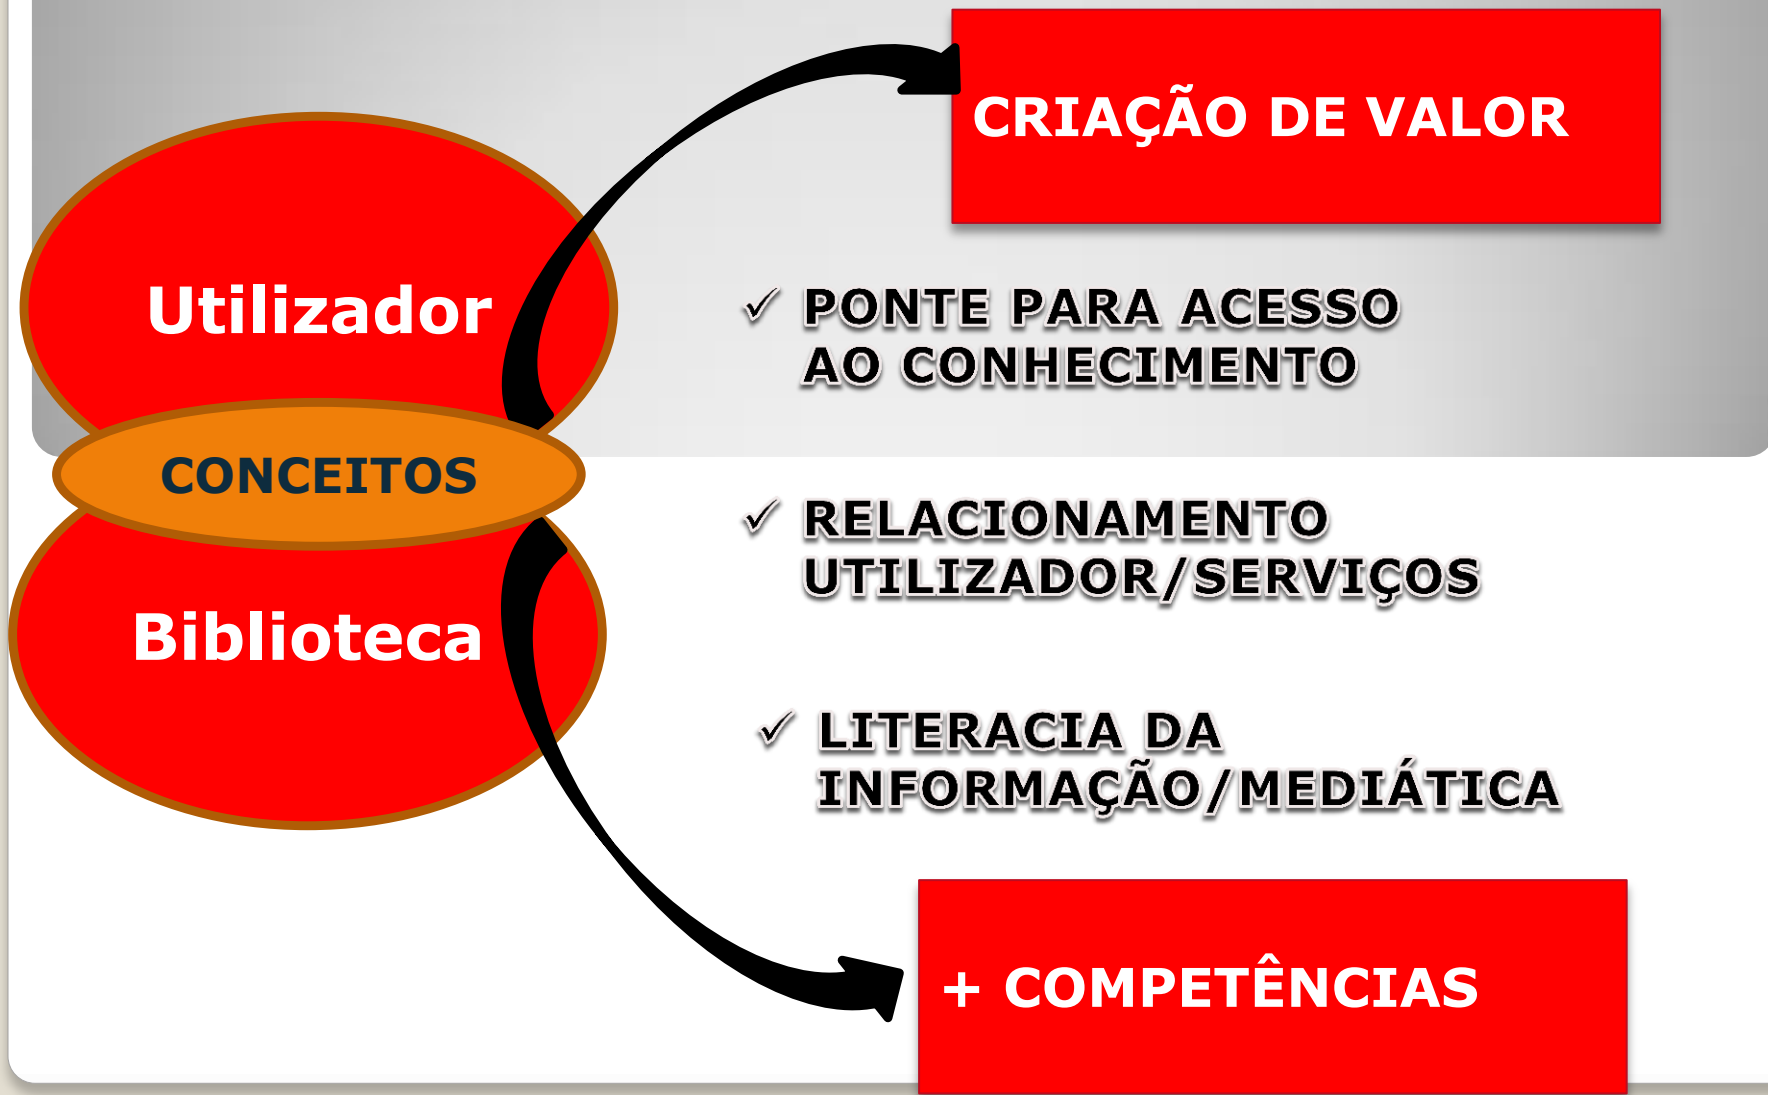 CRIAÇÃO DE VALOR
Utilizador
CONCEITOS
Biblioteca
✓ PONTE PARA ACESSO
AO CONHECIMENTO
✓ RELACIONAMENTO
UTILIZADOR/SERVIÇOS
✓ LITERACIA DA
INFORMAÇÃO/MEDIÁTICA
+ COMPETÊNCIAS